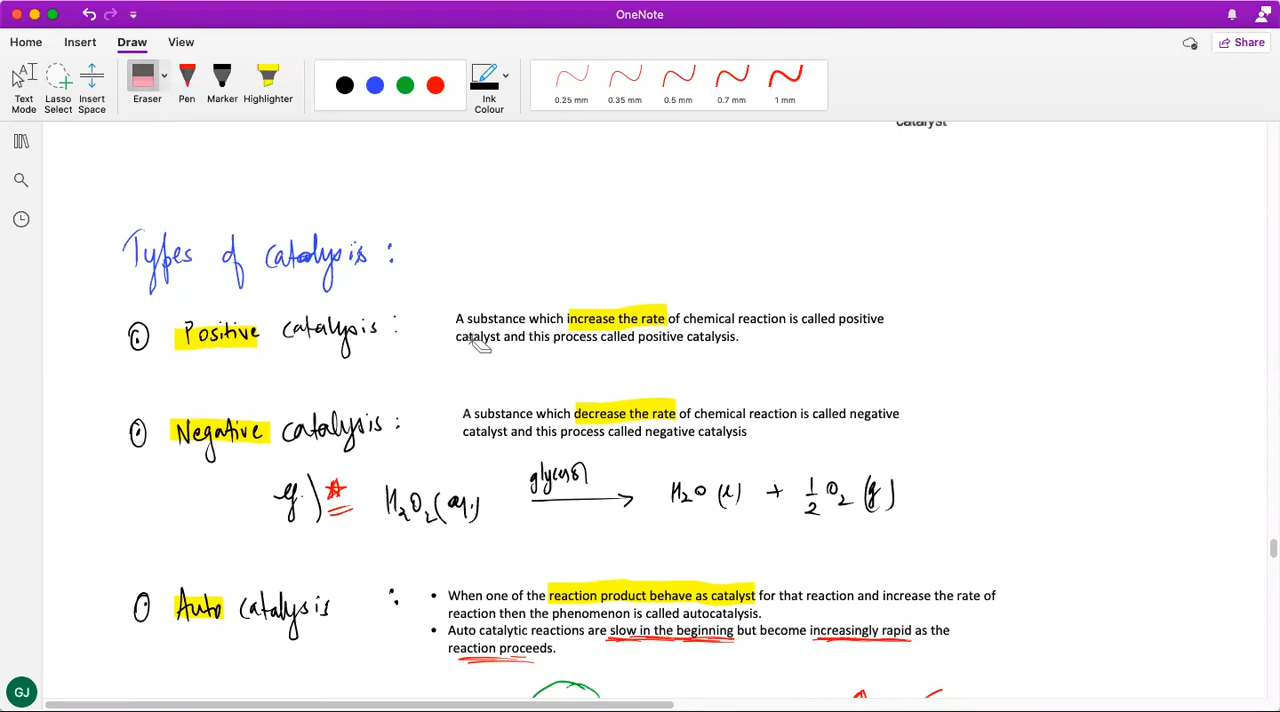 OneNote
Home Insert Draw View
Share
Text Mode
Lasso Select
Insert Space
Eraser
Pen
Marker
Highlighter
Ink Colour
0.25 mm 0.35 mm 0.5 mm 0.7 mm 1 mm
catalyst
Types of catalysis :
Positive catalysis :
A substance which increase the rate of chemical reaction is called positive
catalyst and this process called positive catalysis.
Negative catalysis :
A substance which decrease the rate of chemical reaction is called negative
catalyst and this process called negative catalysis
eg.) H₂O₂(aq.) glycerol → H₂O (l) + 1/2 O₂ (g)
Auto catalysis :
• When one of the reaction product behave as catalyst for that reaction and increase the rate of
reaction then the phenomenon is called autocatalysis.
• Auto catalytic reactions are slow in the beginning but become increasingly rapid as the
reaction proceeds.
GJ